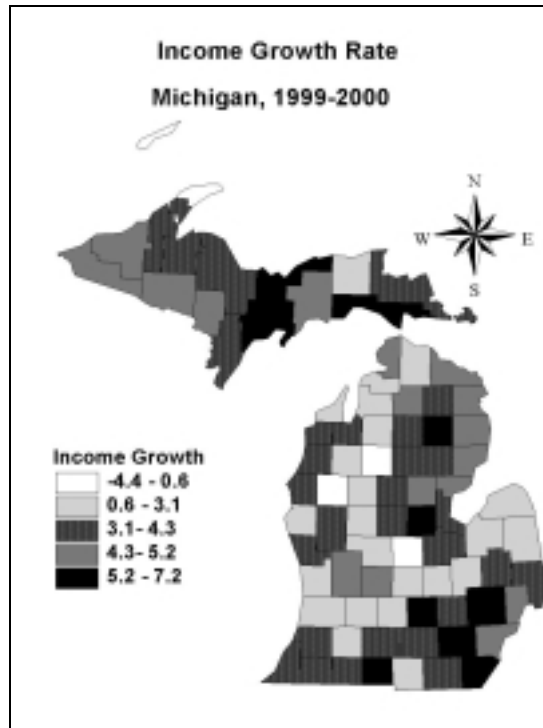 Income Growth Rate
Michigan, 1999-2000
N
W E
S
Income Growth
-4.4 - 0.6
0.6 - 3.1
3.1 - 4.3
4.3- 5.2
5.2 - 7.2